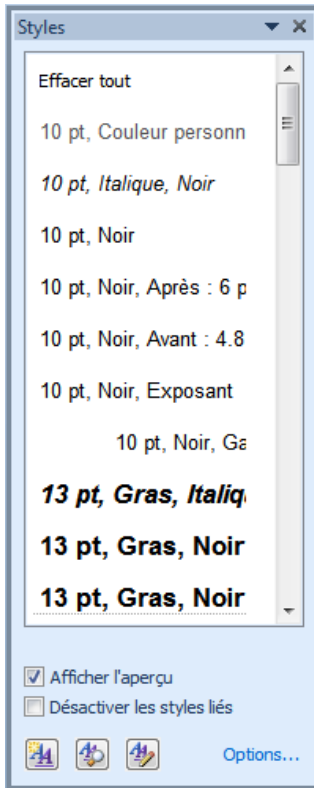 Styles
Effacer tout
10 pt, Couleur personn
10 pt, Italique, Noir
10 pt, Noir
10 pt, Noir, Après : 6 p
10 pt, Noir, Avant : 4.8
10 pt, Noir, Exposant
10 pt, Noir, Ga
13 pt, Gras, Italiq
13 pt, Gras, Noir
13 pt, Gras, Noir
Afficher l'aperçu
Désactiver les styles liés
Options...